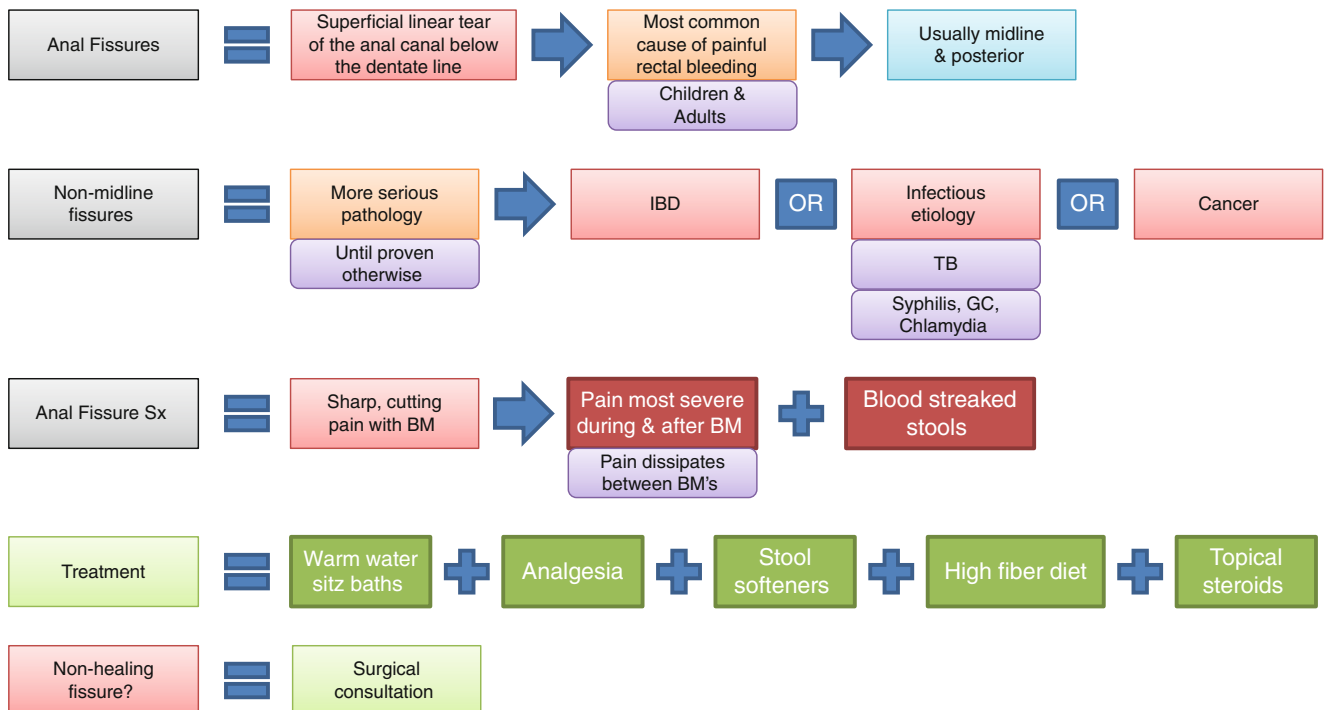 Anal Fissures
Superficial linear tear
of the anal canal below
the dentate line
Most common
cause of painful
rectal bleeding
Children &
Adults
Usually midline
& posterior
Non-midline
fissures
More serious
pathology
Until proven
otherwise
IBD
OR
Infectious
etiology
TB
Syphilis, GC,
Chlamydia
OR
Cancer
Anal Fissure Sx
Sharp, cutting
pain with BM
Pain most severe
during & after BM
Pain dissipates
between BM's
Blood streaked
stools
Treatment
Warm water
sitz baths
Analgesia
Stool
softeners
High fiber diet
Topical
steroids
Non-healing
fissure?
Surgical
consultation